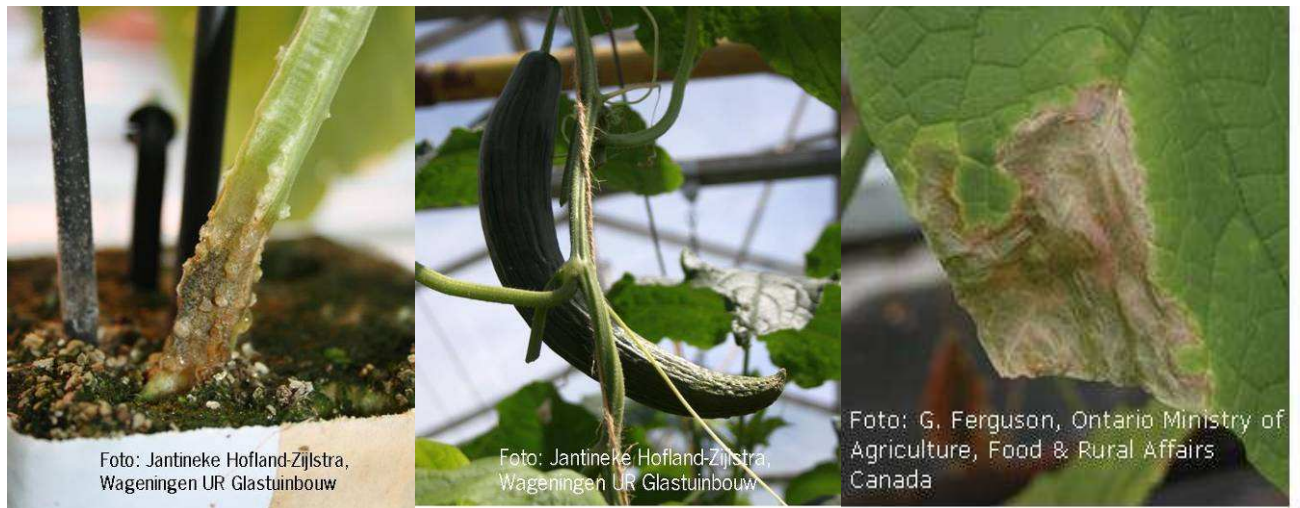 Foto: Jantineke Hofland-Zijlstra,
Wageningen UR Glastuinbouw
Foto: Jantineke Hofland-Zijlstra,
Wageningen UR Glastuinbouw
Foto: G. Ferguson, Ontario Ministry of
Agriculture, Food & Rural Affairs
Canada